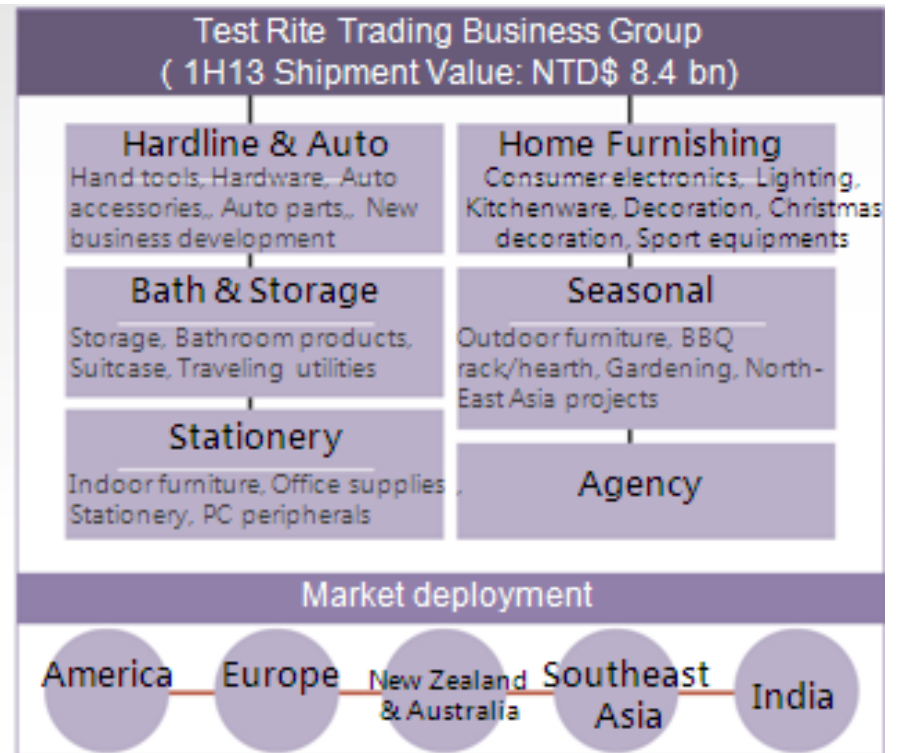 Test Rite Trading Business Group
( 1H13 Shipment Value: NTD$ 8.4 bn)
Hardline & Auto
Hand tools, Hardware, Auto
accessories,, Auto parts,, New
business development
Home Furnishing
Consumer electronics, Lighting,
Kitchenware, Decoration, Christmas
decoration, Sport equipments
Bath & Storage
Storage, Bathroom products,
Suitcase, Traveling utilities
Seasonal
Outdoor furniture, BBQ
rack/hearth, Gardening, North-
East Asia projects
Stationery
Indoor furniture, Office supplies ,
Stationery, PC peripherals
Agency
Market deployment
America
Europe
New Zealand
& Australia
Southeast
Asia
India